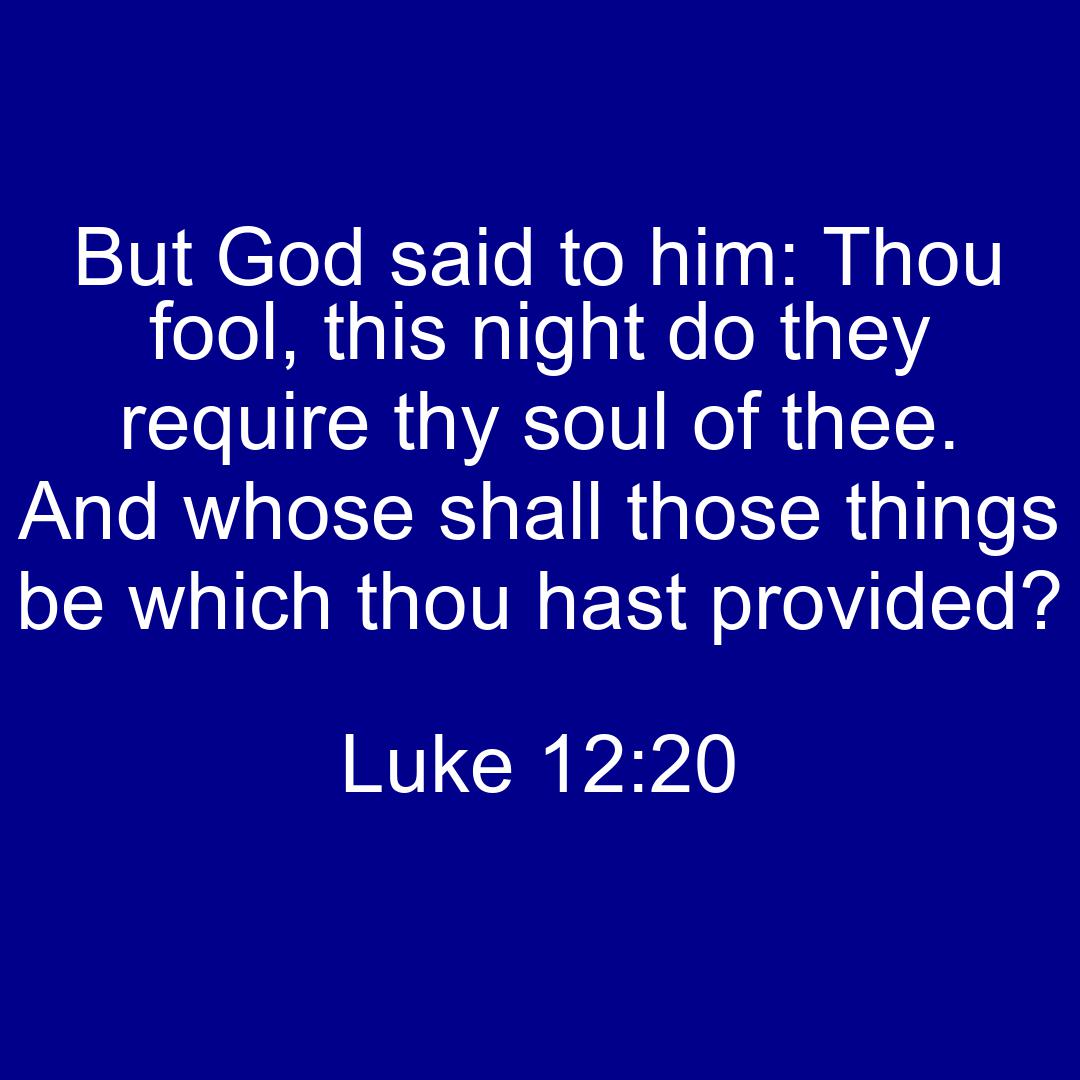 But God said to him: Thou
fool, this night do they
require thy soul of thee.
And whose shall those things
be which thou hast provided?
Luke 12:20